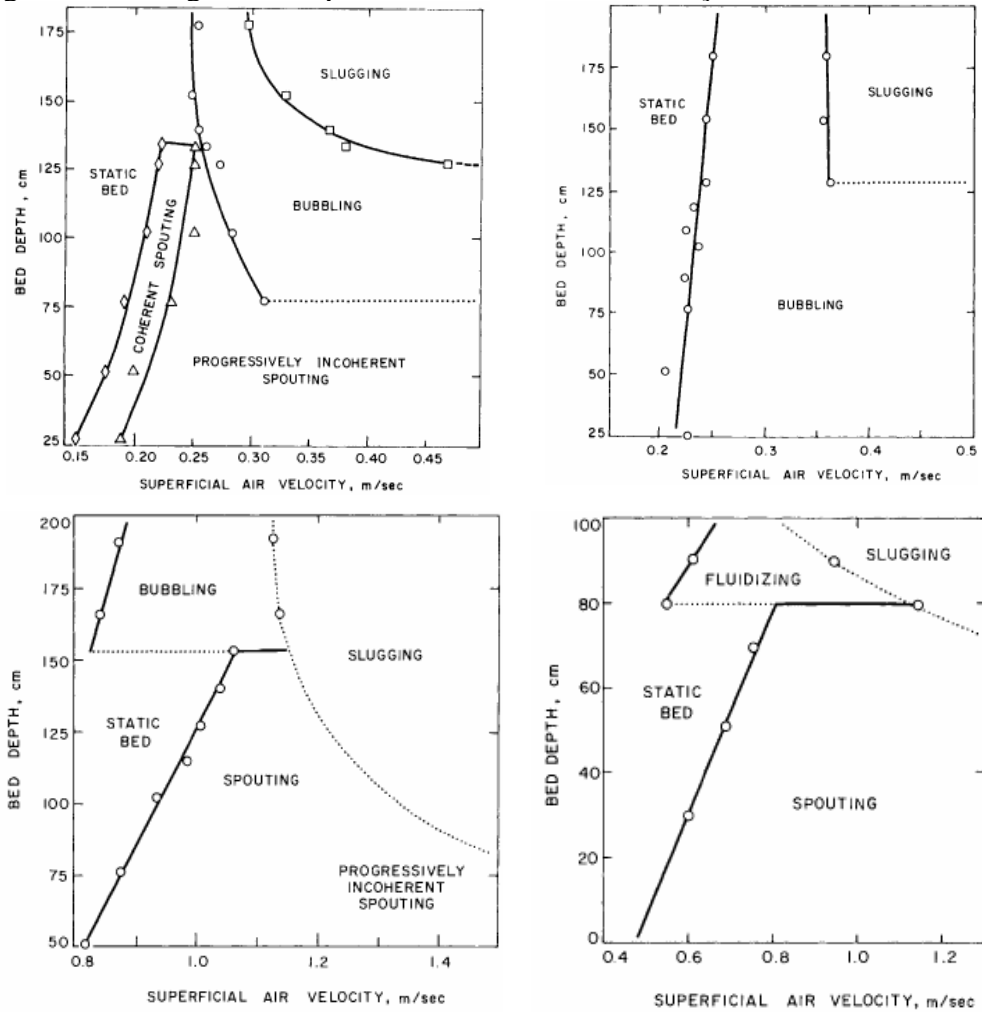 175
150
125
100
75
50
25
BED DEPTH, cm
STATIC
BED
COHERENT SPOUTING
SLUGGING
BUBBLING
PROGRESSIVELY INCOHERENT
SPOUTING
0.15 0.20 0.25 0.30 0.35 0.40 0.45
SUPERFICIAL AIR VELOCITY, m/sec
175
150
125
100
75
50
25
BED DEPTH, cm
STATIC
BED
SLUGGING
BUBBLING
0.2 0.3 0.4 0.5
SUPERFICIAL AIR VELOCITY, m/sec
200
175
150
125
100
75
50
BED DEPTH, cm
BUBBLING
SLUGGING
STATIC
BED
SPOUTING
PROGRESSIVELY
INCOHERENT
SPOUTING
0.8 1.0 1.2 1.4
SUPERFICIAL AIR VELOCITY, m/sec
100
80
60
40
20
0
BED DEPTH, cm
SLUGGING
FLUIDIZING
STATIC
BED
SPOUTING
0.4 0.6 0.8 1.0 1.2
SUPERFICIAL AIR VELOCITY, m/sec